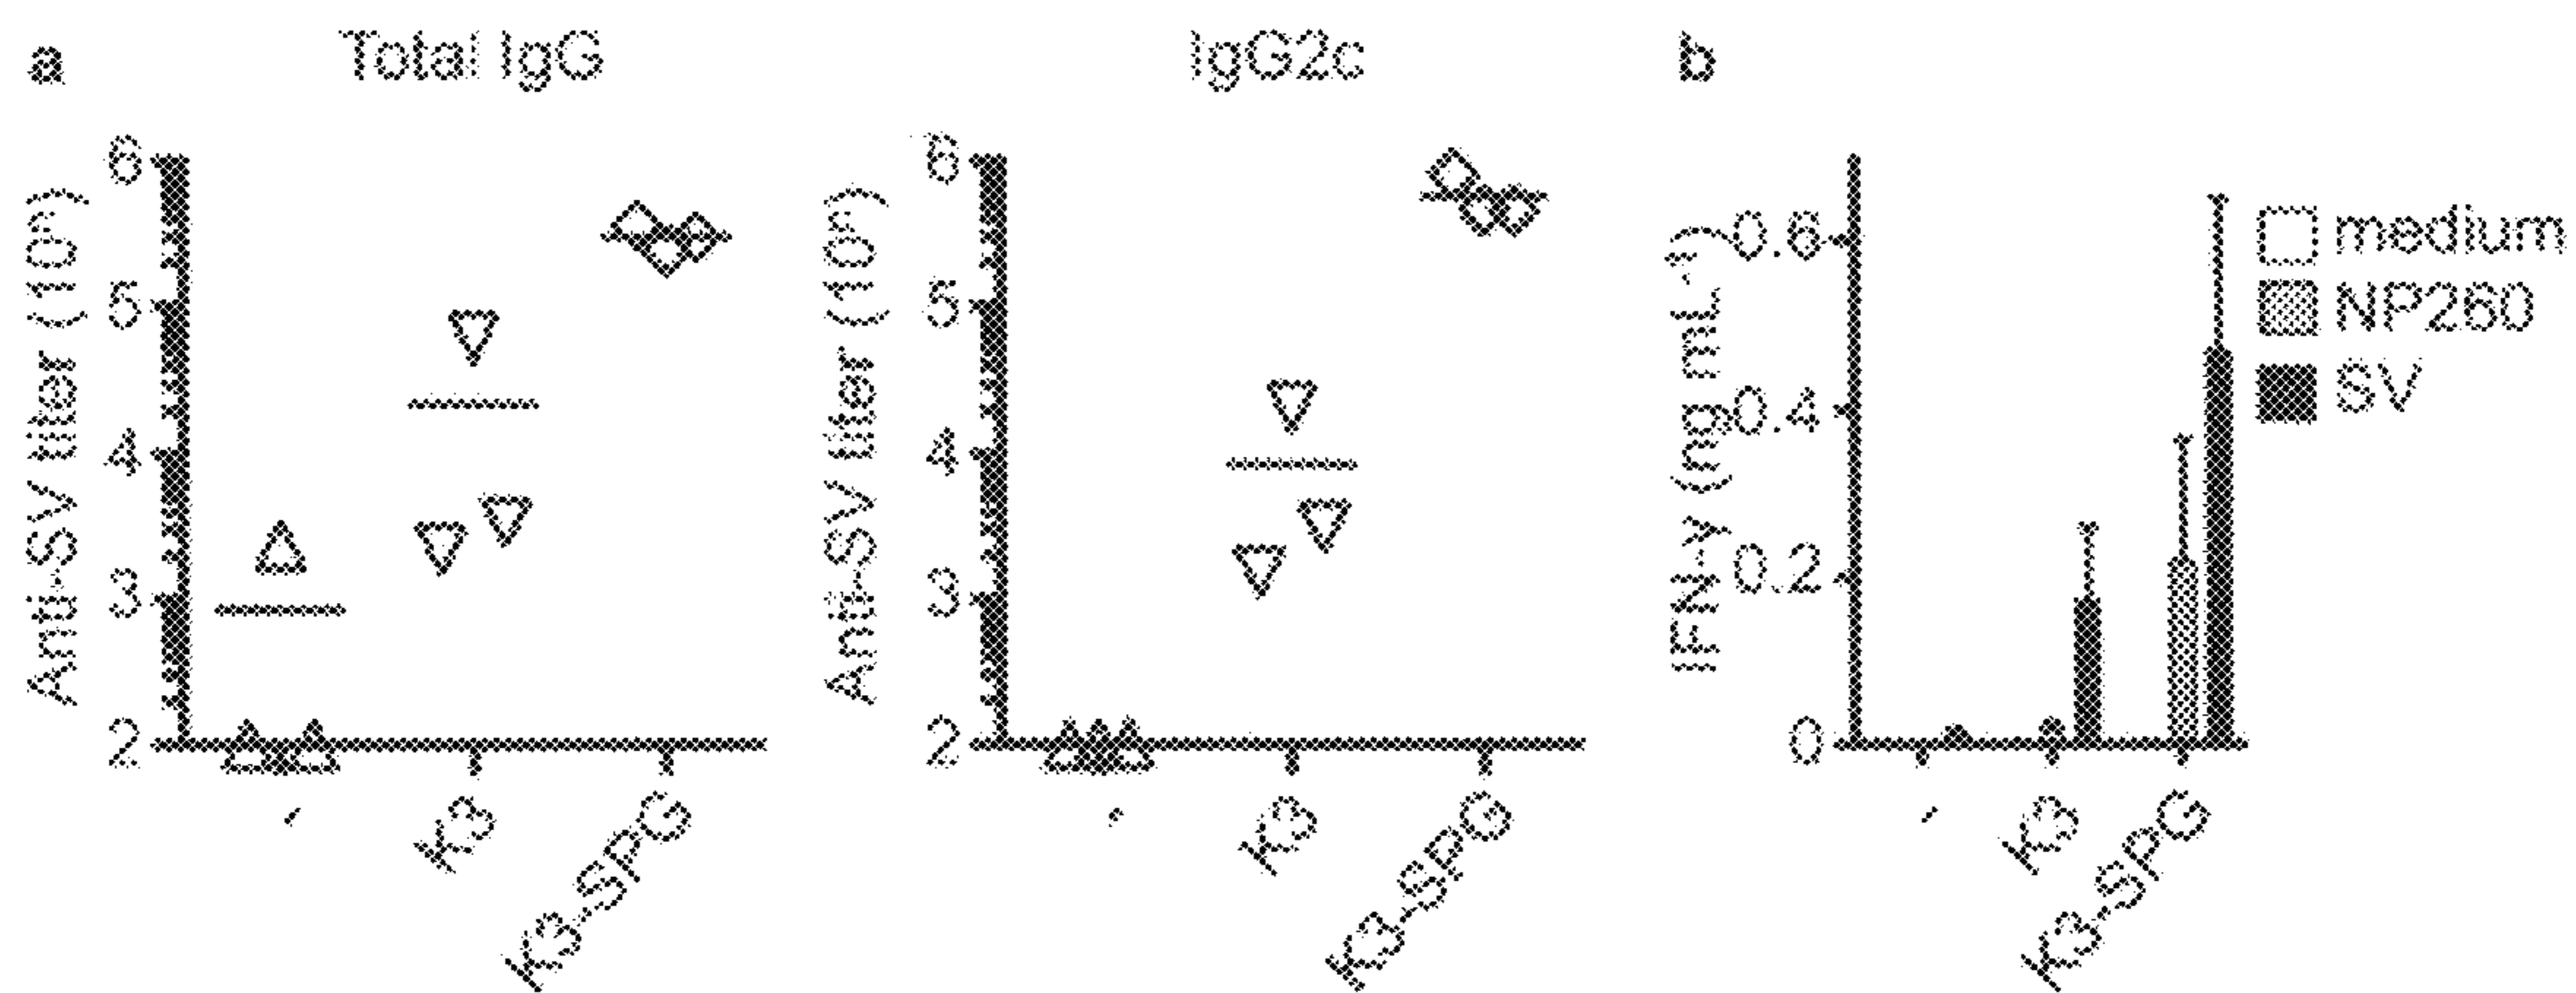 a
Total IgG
Anti-SV titer (10ⁿ)
6
5
4
3
2
-
K3
K3-SPG
IgG2c
Anti-SV titer (10ⁿ)
6
5
4
3
2
-
K3
K3-SPG
b
IFN-γ (ng mL⁻¹)
0.6
0.4
0.2
0
-
K3
K3-SPG
medium
NP260
SV